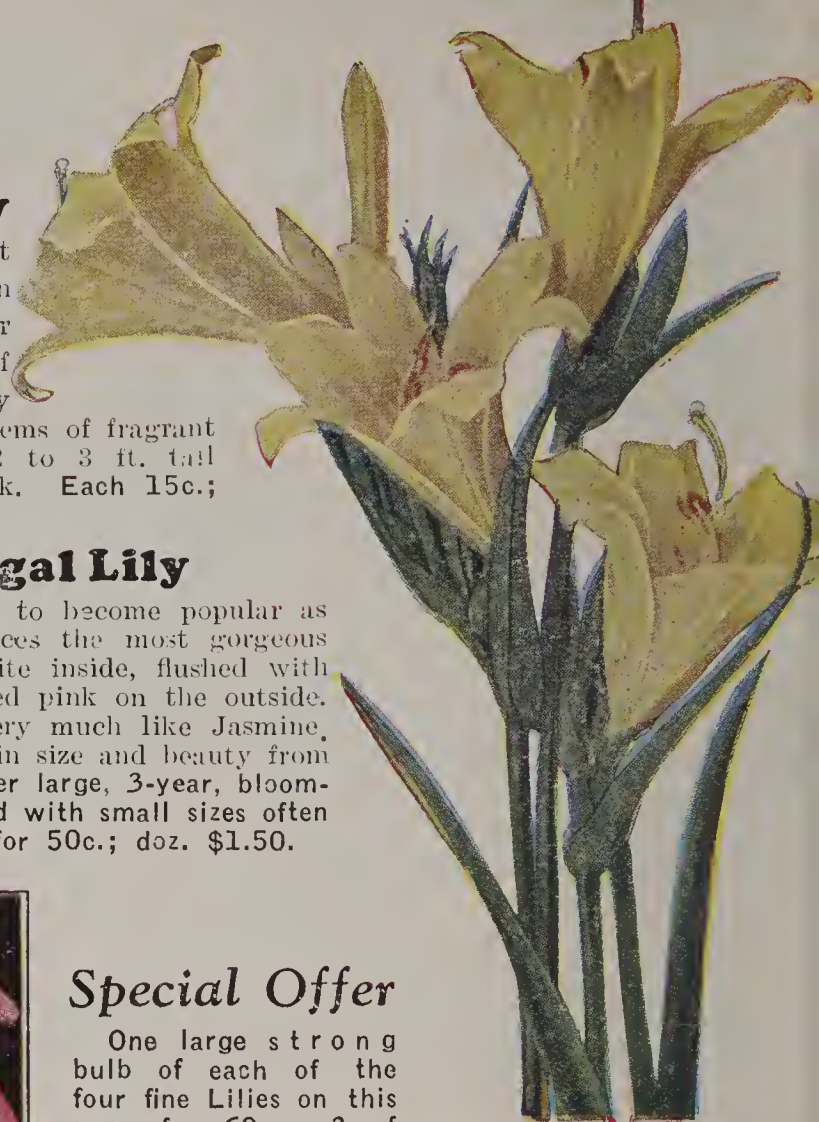 y
t
n
r
f
y
ems of fragrant
2 to 3 ft. tall
k. Each 15c.;
gal Lily
to become popular as
ces the most gorgeous
ite inside, flushed with
ed pink on the outside.
ery much like Jasmine.
in size and beauty from
er large, 3-year, bloom-
d with small sizes often
for 50c.; doz. $1.50.
Special Offer
One large strong
bulb of each of the
four fine Lilies on this